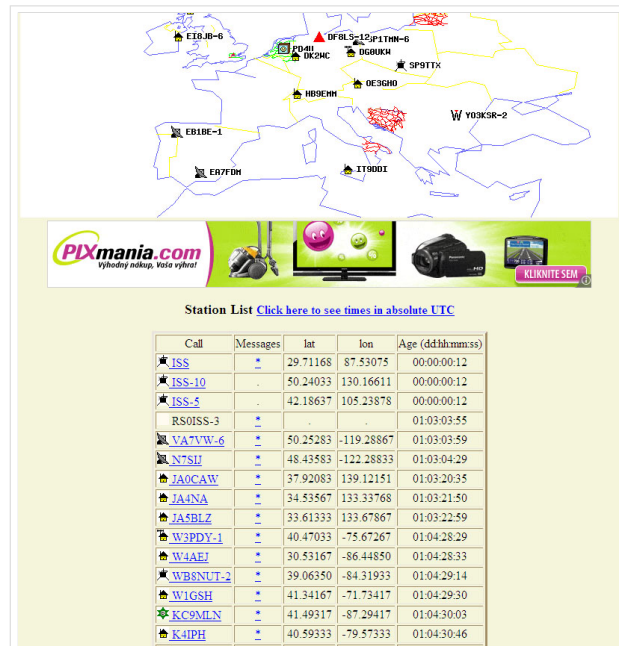 EI8JB-6
DF8LS-12
SP1TMN-6
PD4U
DK2WC
DG0UKW
SP9TTX
OE3GHO
HB9EMM
YO3KSR-2
EB1BE-1
IT9DDI
EA7FDM
PIXmania.com
Výhodný nákup, Vaša výhra!
KLIKNITE SEM
Station List Click here to see times in absolute UTC
Call Messages lat lon Age (dd:hh:mm:ss)
ISS * 29.71168 87.53075 00:00:00:12
ISS-10 . 50.24033 130.16611 00:00:00:12
ISS-5 . 42.18637 105.23878 00:00:00:12
RS0ISS-3 * . . 01:03:03:55
VA7VW-6 * 50.25283 -119.28867 01:03:03:59
N7SIJ * 48.43583 -122.28833 01:03:04:29
JA0CAW * 37.92083 139.12151 01:03:20:35
JA4NA * 34.53567 133.33768 01:03:21:50
JA5BLZ * 33.61333 133.67867 01:03:22:59
W3PDY-1 * 40.47033 -75.67267 01:04:28:29
W4AEJ * 30.53167 -86.44850 01:04:28:33
WB8NUT-2 * 39.06350 -84.31933 01:04:29:14
W1GSH * 41.34167 -71.73417 01:04:29:30
KC9MLN * 41.49317 -87.29417 01:04:30:03
K4IPH * 40.59333 -79.57333 01:04:30:46